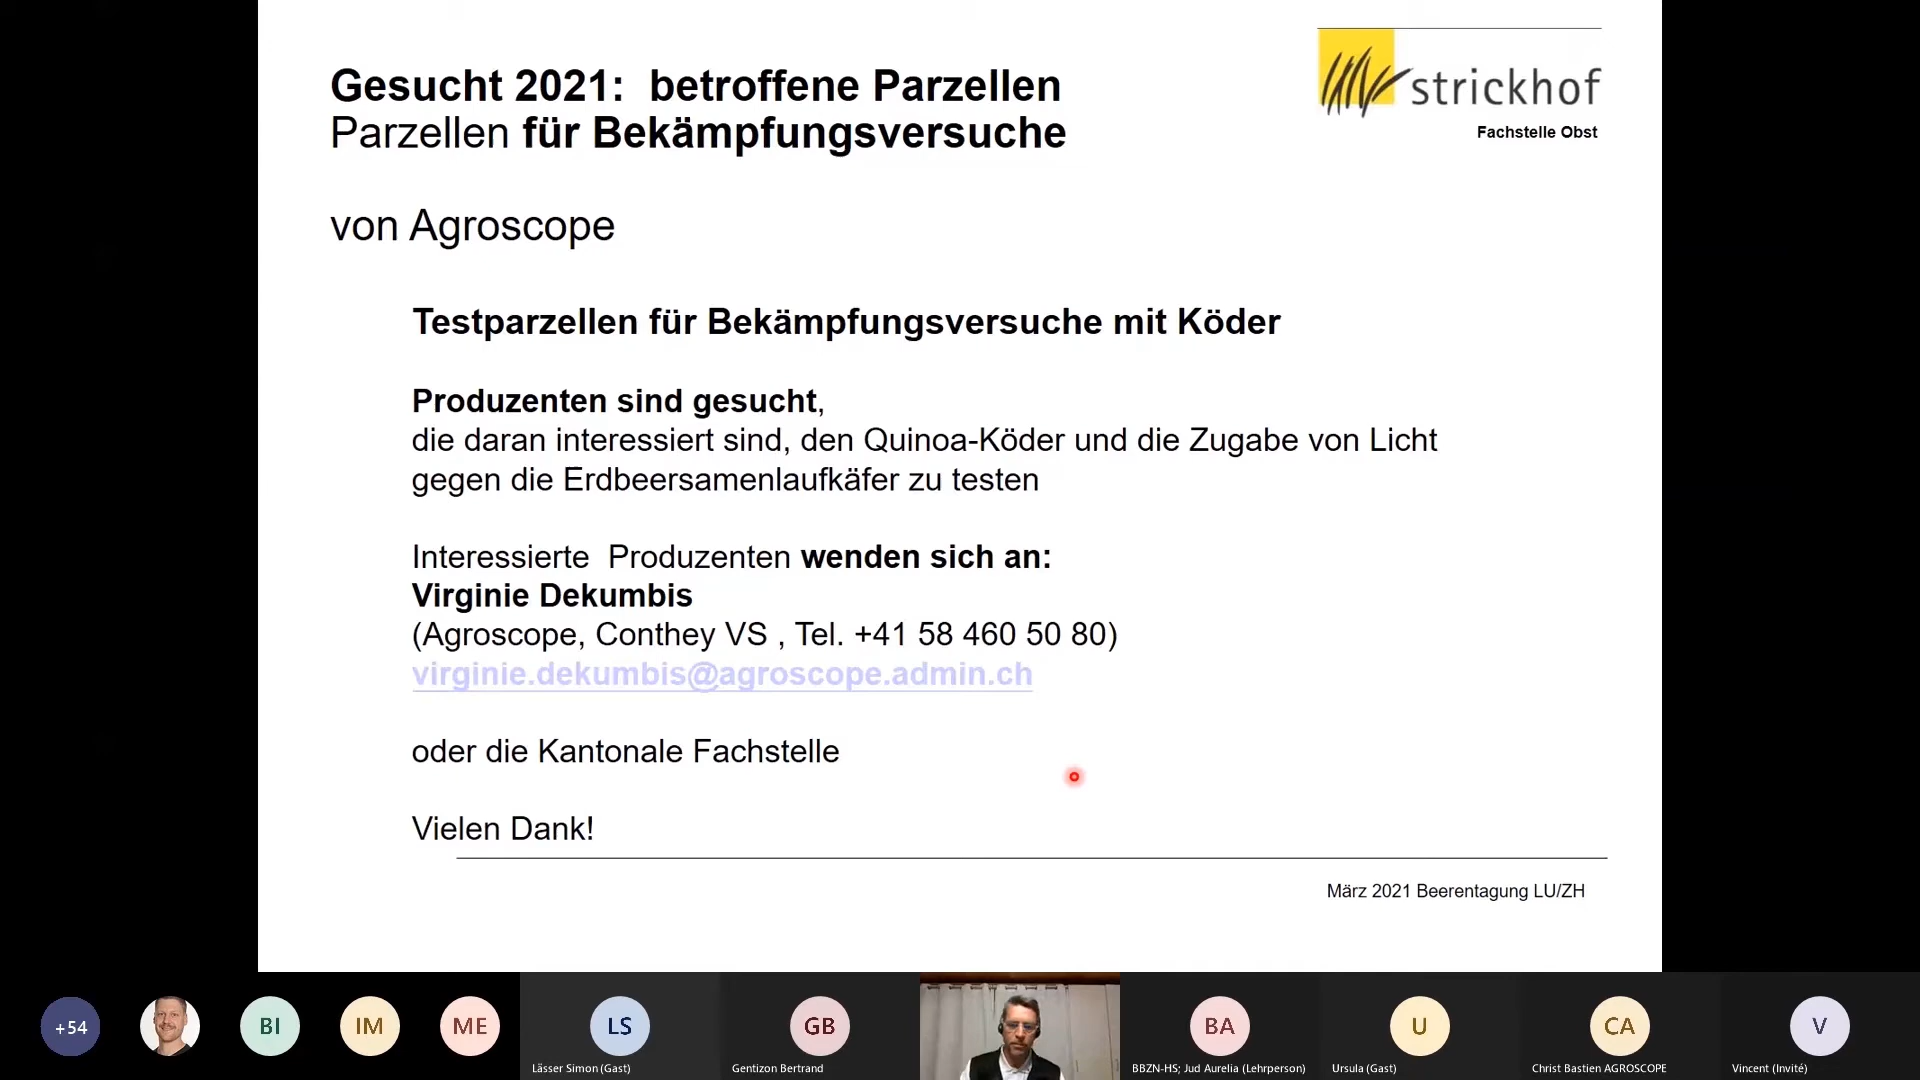 Gesucht 2021:  betroffene Parzellen
Parzellen für Bekämpfungsversuche
strickhof
Fachstelle Obst
von Agroscope
Testparzellen für Bekämpfungsversuche mit Köder
Produzenten sind gesucht,
die daran interessiert sind, den Quinoa-Köder und die Zugabe von Licht
gegen die Erdbeersamenlaufkäfer zu testen
Interessierte  Produzenten wenden sich an:
Virginie Dekumbis
(Agroscope, Conthey VS , Tel. +41 58 460 50 80)
virginie.dekumbis@agroscope.admin.ch
oder die Kantonale Fachstelle
Vielen Dank!
März 2021 Beerentagung LU/ZH
+54
BI
IM
ME
LS
GB
BA
U
CA
V
Lässer Simon (Gast)
Gentizon Bertrand
BBZN-HS; Jud Aurelia (Lehrperson)
Ursula (Gast)
Christ Bastien AGROSCOPE
Vincent (Invité)